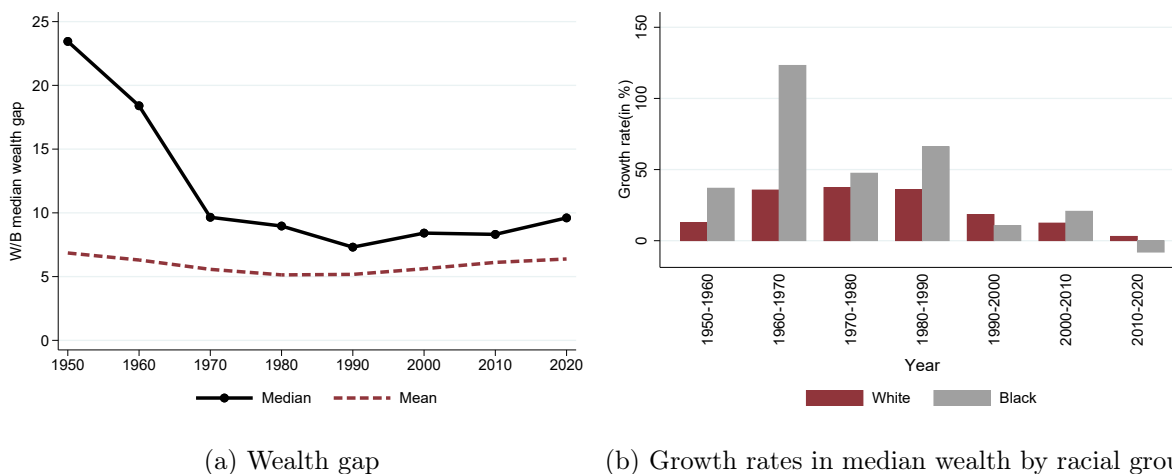 25
20
15
10
5
0
W/B median wealth gap
1950 1960 1970 1980 1990 2000 2010 2020
Median Mean
(a) Wealth gap
150
100
50
0
Growth rate(in %)
1950-1960
1960-1970
1970-1980
1980-1990
1990-2000
2000-2010
2010-2020
Year
White Black
(b) Growth rates in median wealth by racial